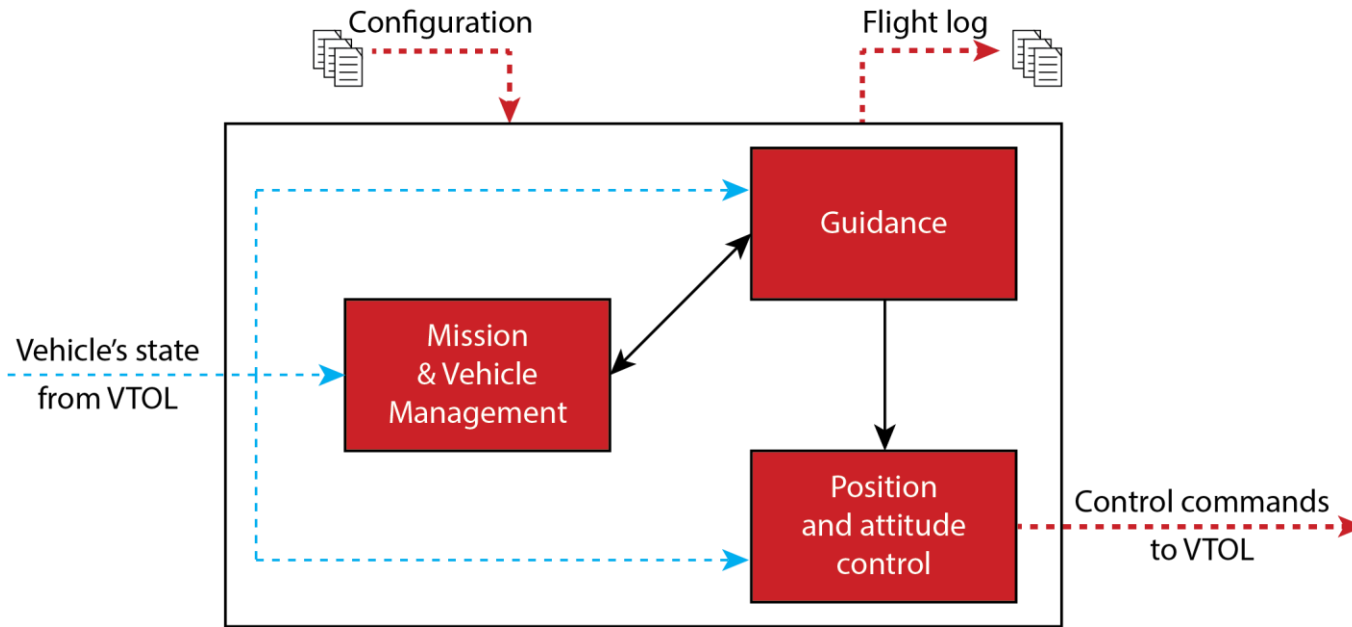 Configuration
Flight log
Guidance
Mission
& Vehicle
Management
Vehicle’s state
from VTOL
Position
and attitude
control
Control commands
to VTOL